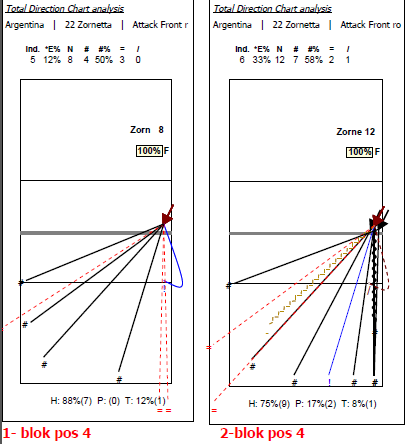 Total Direction Chart analysis
Argentina | 22 Zornetta | Attack Front ro
Ind. *E% N # #% = /
5 12% 8 4 50% 3 0
Zorn 8
100% F
#
#
#
#
= =
H: 88%(7) P: (0) T: 12%(1)
1- blok pos 4
Total Direction Chart analysis
Argentina | 22 Zornetta | Attack Front ro
Ind. *E% N # #% = /
6 33% 12 7 58% 2 1
Zorne 12
100% F
#
#
=
#
# ! # #
=
H: 75%(9) P: 17%(2) T: 8%(1)
2-blok pos 4